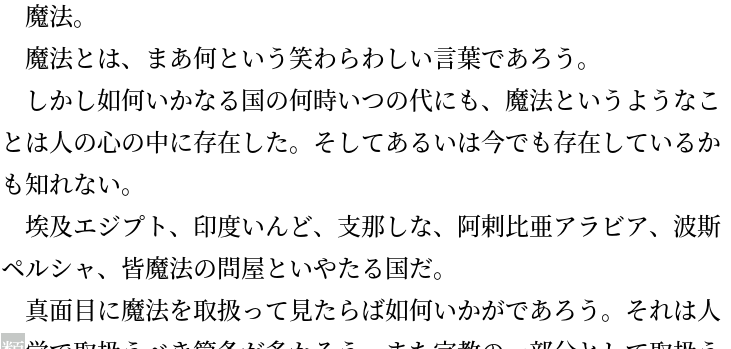 魔法。
魔法とは、まあ何という笑わらわしい言葉であろう。
しかし如何いかなる国の何時いつの代にも、魔法というようなこ
とは人の心の中に存在した。そしてあるいは今でも存在しているか
も知れない。
埃及エジプト、印度いんど、支那しな、阿剌比亜アラビア、波斯
ペルシャ、皆魔法の問屋といやたる国だ。
真面目に魔法を取扱って見たらば如何いかがであろう。それは人